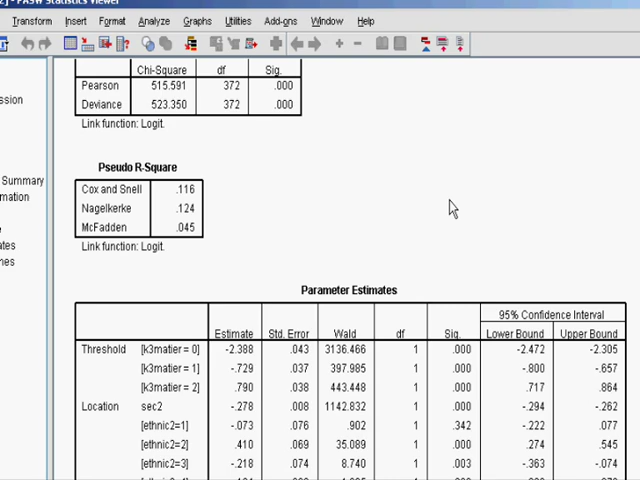 PASW Statistics Viewer
Transform Insert Format Analyze Graphs Utilities Add-ons Window Help
Chi-Square df Sig.
Pearson 515.591 372 .000
Deviance 523.350 372 .000
Link function: Logit.
Pseudo R-Square
Cox and Snell .116
Nagelkerke .124
McFadden .045
Link function: Logit.
Parameter Estimates
95% Confidence Interval
Estimate Std. Error Wald df Sig. Lower Bound Upper Bound
Threshold [k3matier = 0] -2.388 .043 3136.466 1 .000 -2.472 -2.305
[k3matier = 1] -.729 .037 397.985 1 .000 -.800 -.657
[k3matier = 2] .790 .038 443.448 1 .000 .717 .864
Location sec2 -.278 .008 1142.832 1 .000 -.294 -.262
[ethnic2=1] -.073 .076 .902 1 .342 -.222 .077
[ethnic2=2] .410 .069 35.089 1 .000 .274 .545
[ethnic2=3] -.218 .074 8.740 1 .003 -.363 -.074
ession
Summary
mation
ates
nes